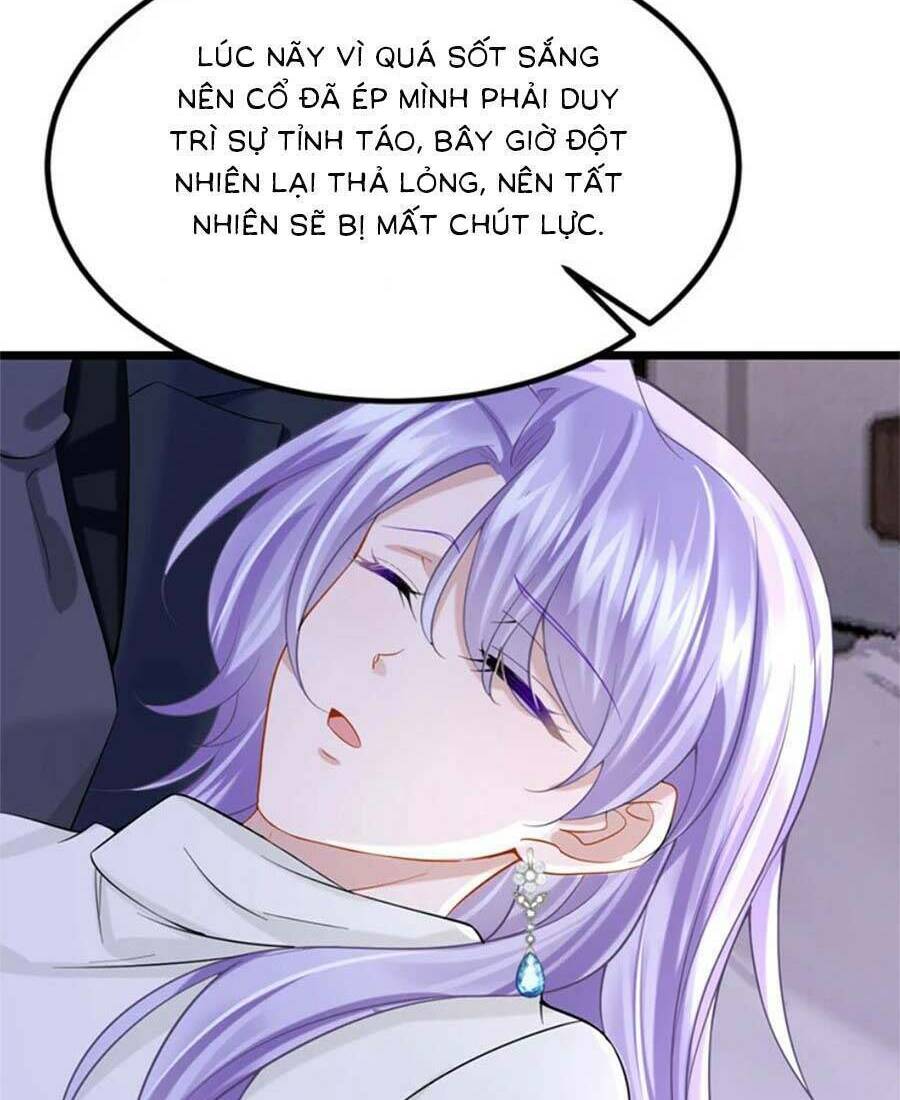 LÚC NÃY VÌ QUÁ SỐT SẮNG
NÊN CỔ ĐÃ ÉP MÌNH PHẢI DUY
TRÌ SỰ TỈNH TÁO, BÂY GIỜ ĐỘT
NHIÊN LẠI THẢ LỎNG, NÊN TẤT
NHIÊN SẼ BỊ MẤT CHÚT LỰC.